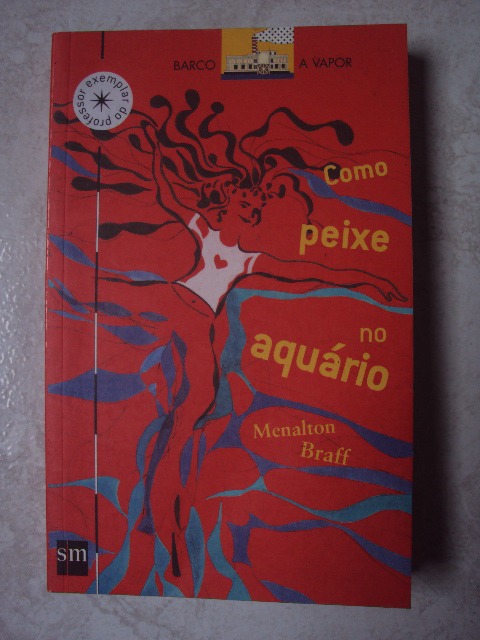 BARCO A VAPOR
exemplar do professor
Como
peixe
no
aquário
Menalton
Braff
sm